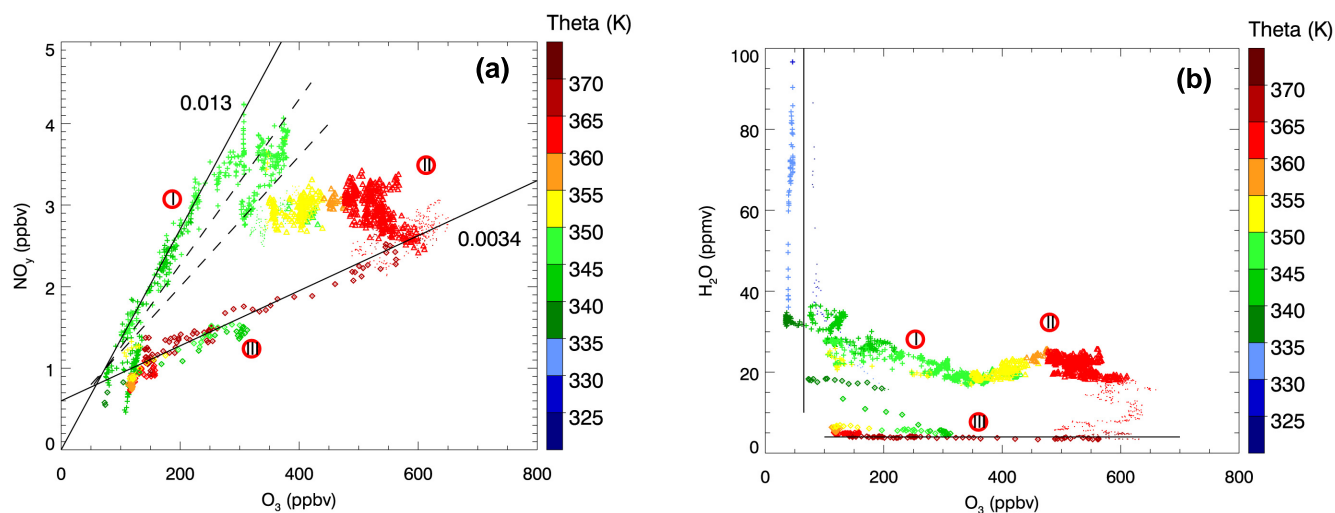 Theta (K)
(a)
NOy (ppbv)
5
4
3
2
1
0
0.013
0.0034
I
II
III
0 200 400 600 800
O3 (ppbv)
370
365
360
355
350
345
340
335
330
325
Theta (K)
(b)
H2O (ppmv)
100
80
60
40
20
0
I
II
III
0 200 400 600 800
O3 (ppbv)
370
365
360
355
350
345
340
335
330
325